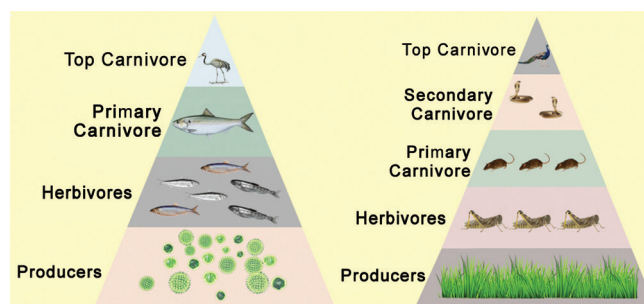 Top Carnivore
Primary
Carnivore
Herbivores
Producers
Top Carnivore
Secondary
Carnivore
Primary
Carnivore
Herbivores
Producers